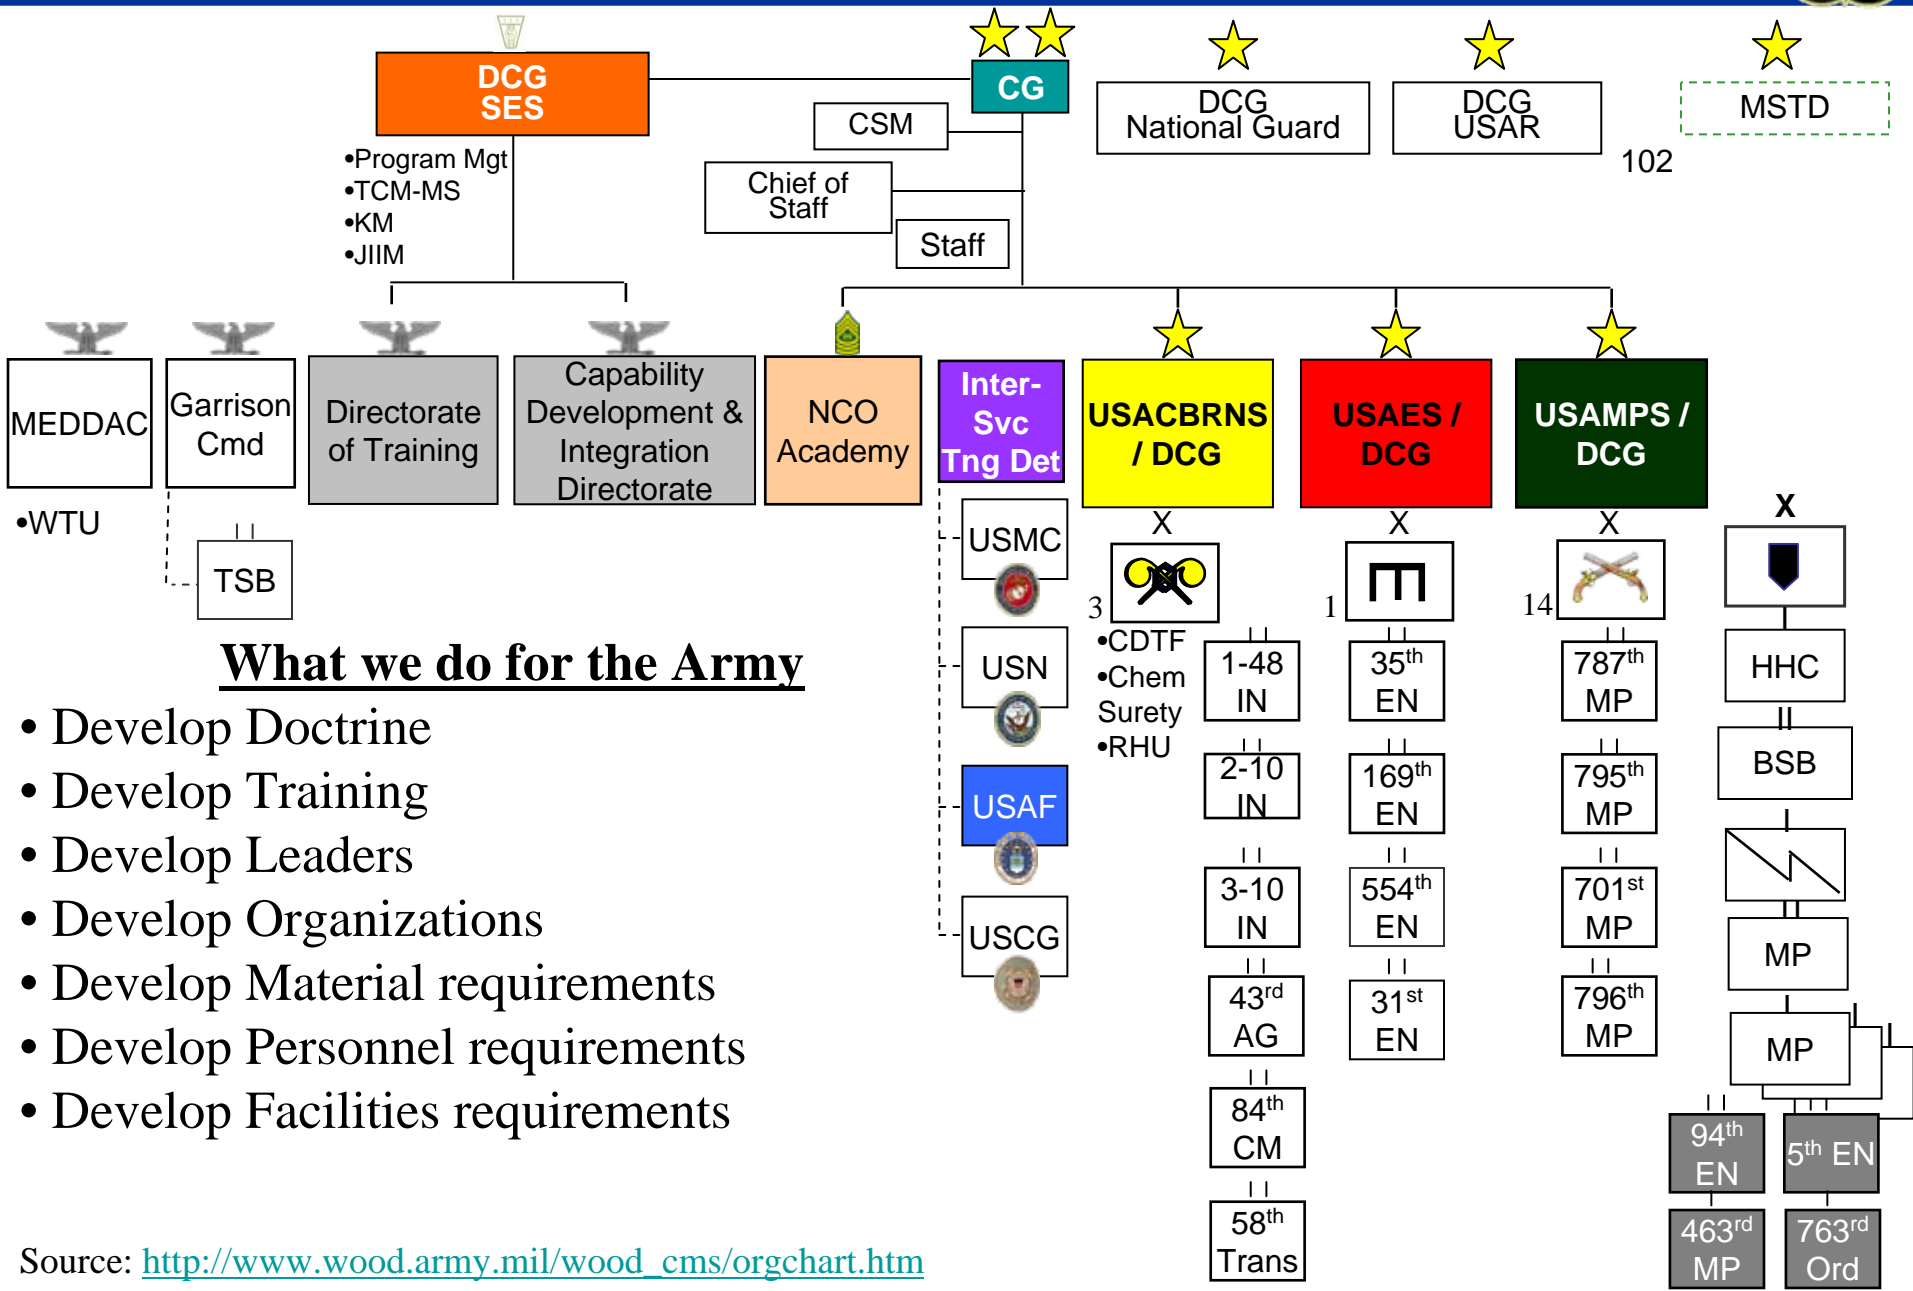 DCG
SES
CG
DCG
National Guard
DCG
USAR
MSTD
102
CSM
Chief of
Staff
Staff
•Program Mgt
•TCM-MS
•KM
•JIIM
MEDDAC
Garrison
Cmd
Directorate
of Training
Capability
Development &
Integration
Directorate
NCO
Academy
Inter-
Svc
Tng Det
USACBRNS
/ DCG
USAES /
DCG
USAMPS /
DCG
•WTU
TSB
USMC
USN
USAF
USCG
X
3
•CDTF
•Chem
Surety
•RHU
1-48
IN
2-10
IN
3-10
IN
43rd
AG
84th
CM
58th
Trans
X
1
35th
EN
169th
EN
554th
EN
31st
EN
X
14
787th
MP
795th
MP
701st
MP
796th
MP
X
HHC
BSB
MP
MP
94th
EN
5th EN
463rd
MP
763rd
Ord
What we do for the Army
• Develop Doctrine
• Develop Training
• Develop Leaders
• Develop Organizations
• Develop Material requirements
• Develop Personnel requirements
• Develop Facilities requirements
Source: http://www.wood.army.mil/wood_cms/orgchart.htm